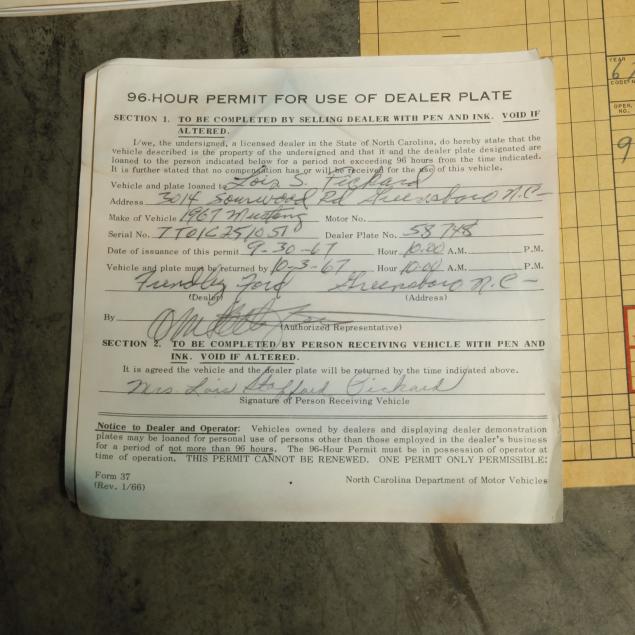 96-HOUR PERMIT FOR USE OF DEALER PLATE
SECTION 1. TO BE COMPLETED BY SELLING DEALER WITH PEN AND INK. VOID IF
ALTERED.
I/we, the undersigned, a licensed dealer in the State of North Carolina, do hereby state that the
vehicle described is the property of the undersigned and that it and the dealer plate designated are
loaned to the person indicated below for a period not exceeding 96 hours from the time indicated.
It is further stated that no compensation has or will be received for the use of this vehicle.
Vehicle and plate loaned to Lois S. Pickard
Address 3014 Sourwood Rd Greensboro N.C-
Make of Vehicle 1967 Mustang Motor No.
Serial No. 7T01C251051 Dealer Plate No. 58748
Date of issuance of this permit 9-30-67 Hour 10:00 A.M. P.M.
Vehicle and plate must be returned by 10-3-67 Hour 10:00 A.M. P.M.
Friendly Ford Greensboro N.C-
(Dealer) (Address)
By
(Authorized Representative)
SECTION 2. TO BE COMPLETED BY PERSON RECEIVING VEHICLE WITH PEN AND
INK. VOID IF ALTERED.
It is agreed the vehicle and the dealer plate will be returned by the time indicated above.
Mrs. Lois Stafford Pickard
Signature of Person Receiving Vehicle
Notice to Dealer and Operator: Vehicles owned by dealers and displaying dealer demonstration
plates may be loaned for personal use of persons other than those employed in the dealer's business
for a period of not more than 96 hours. The 96-Hour Permit must be in possession of operator at
time of operation. THIS PERMIT CANNOT BE RENEWED. ONE PERMIT ONLY PERMISSIBLE.
Form 37
(Rev. 1/66) North Carolina Department of Motor Vehicles
YEAR
6
OPER.
NO.
9